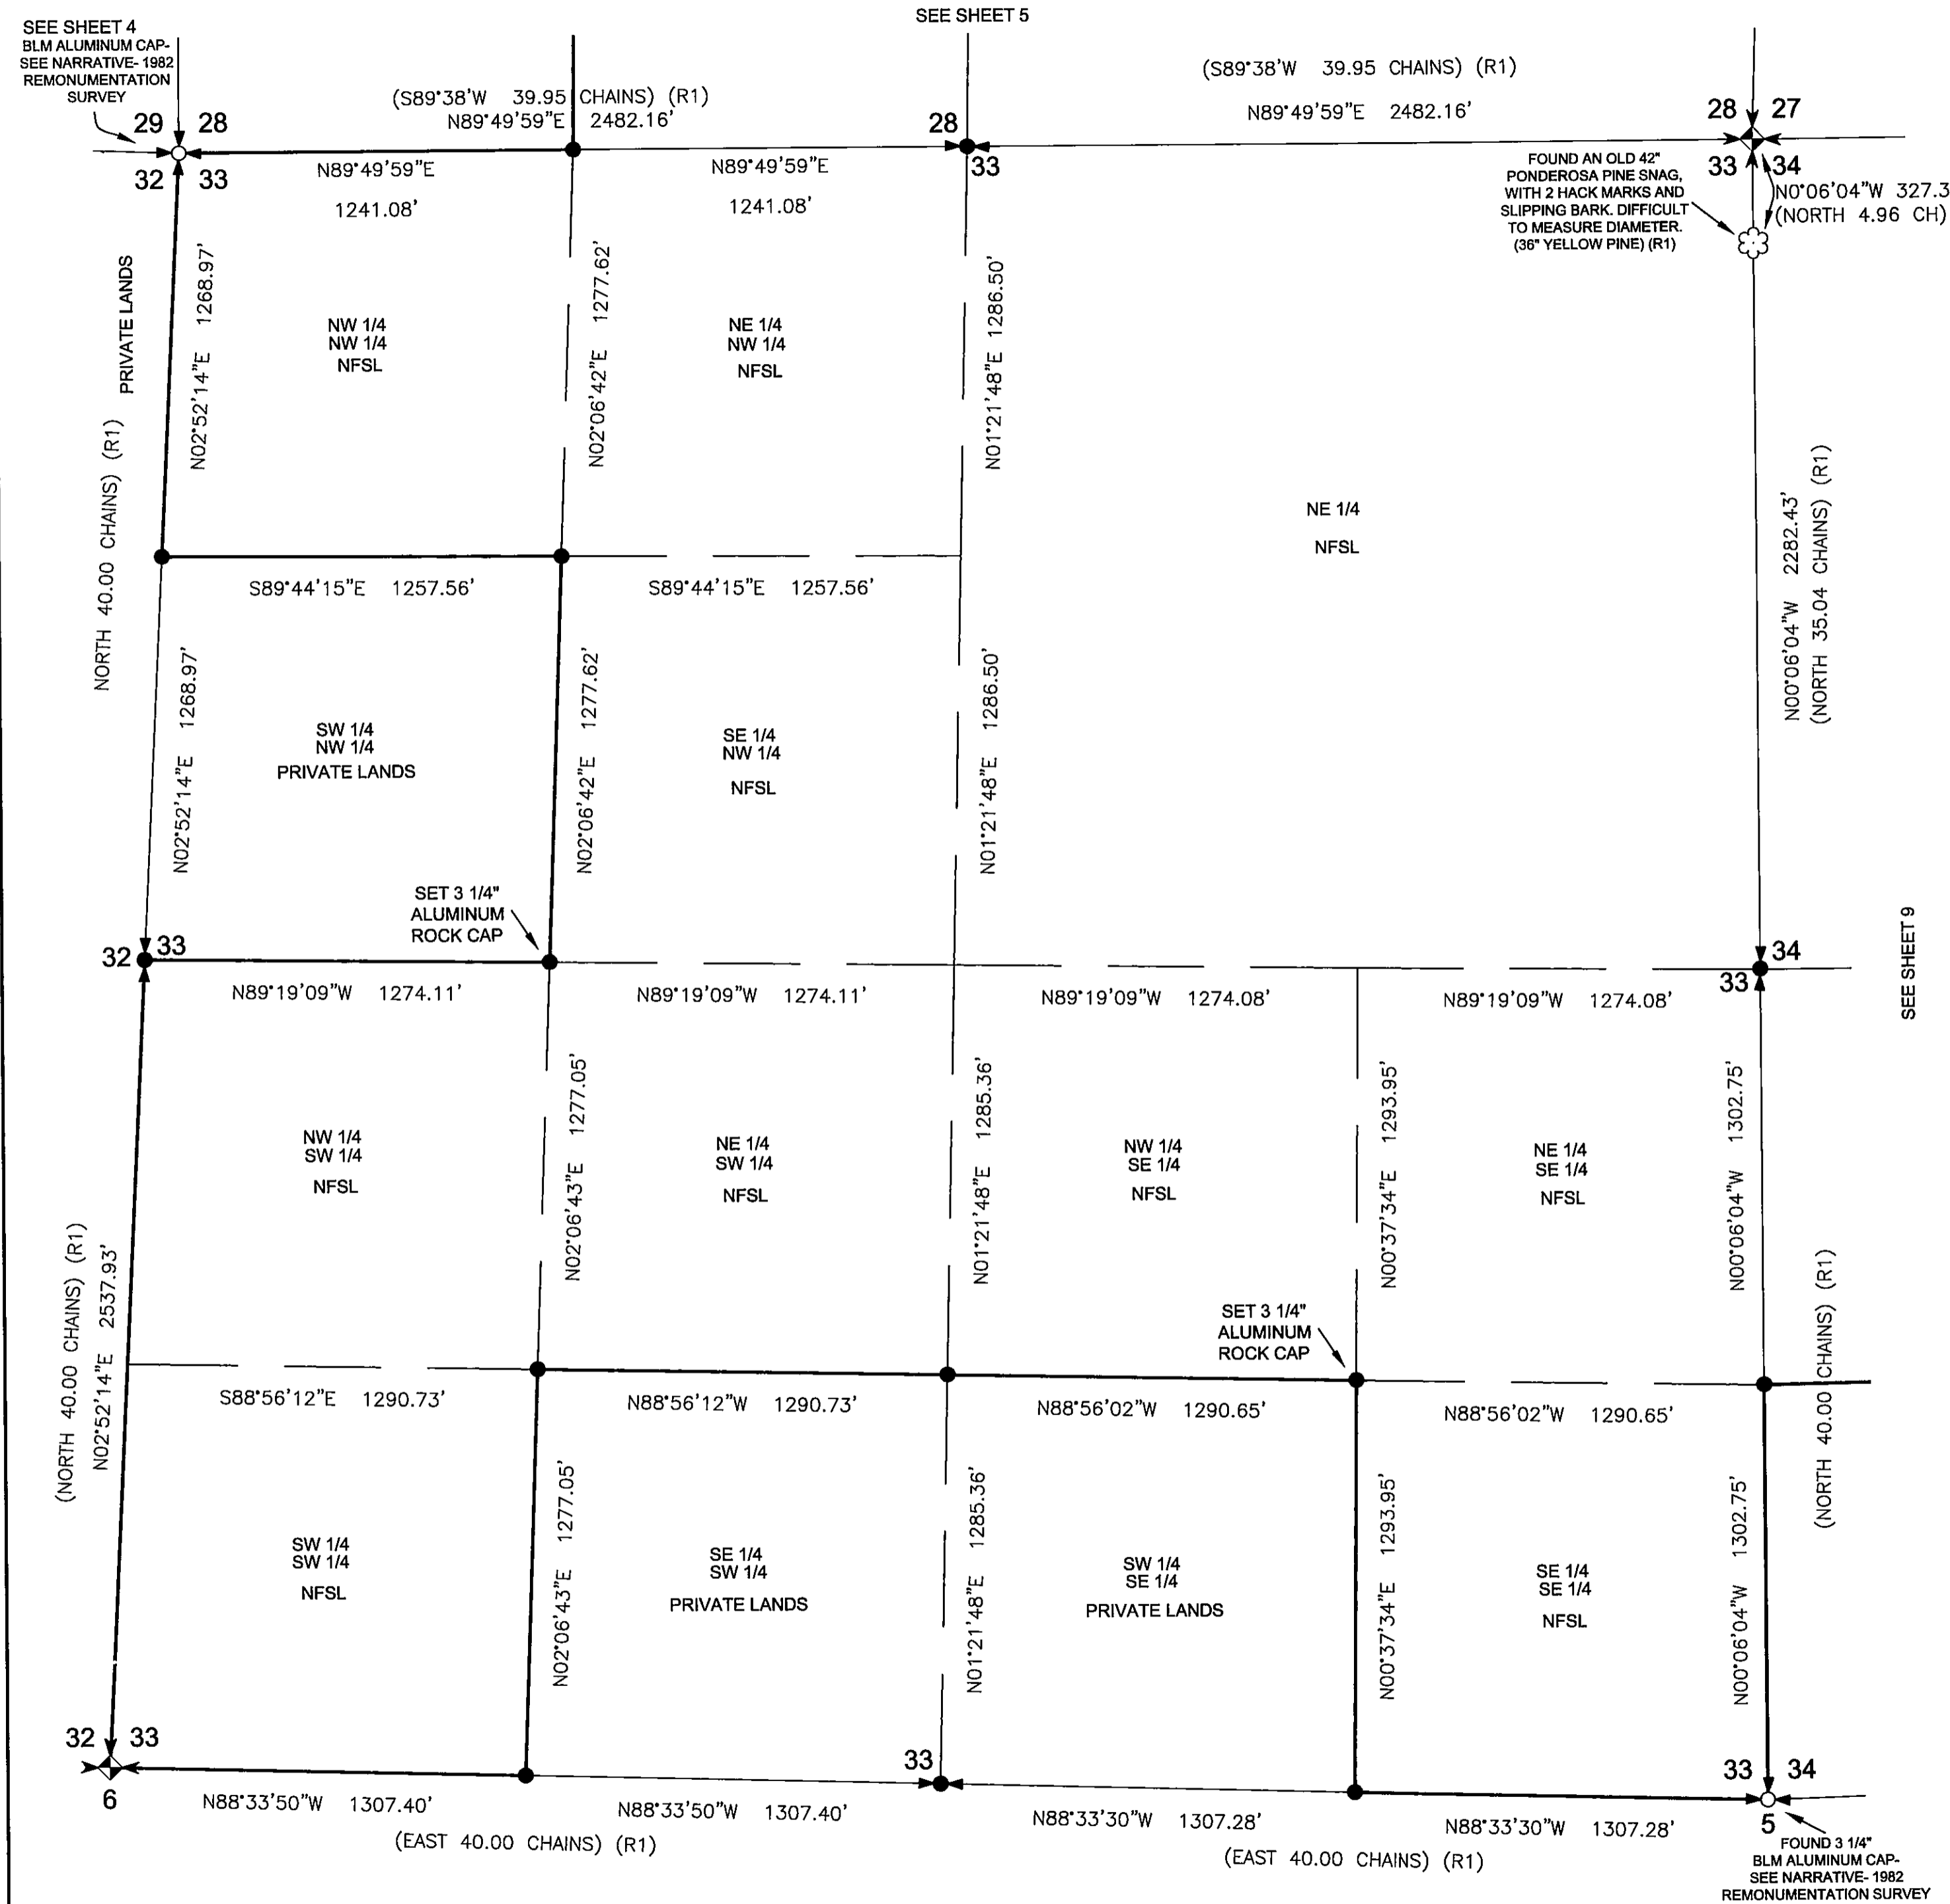 SEE SHEET 4
BLM ALUMINUM CAP-
SEE NARRATIVE- 1982
REMONUMENTATION
SURVEY
SEE SHEET 5
(S89°38'W 39.95 CHAINS) (R1)
N89°49'59"E 2482.16'
(S89°38'W 39.95 CHAINS) (R1)
N89°49'59"E 2482.16'
29 28
32 33
28
33
28 27
33 34
N89°49'59"E
1241.08'
N89°49'59"E
1241.08'
FOUND AN OLD 42"
PONDEROSA PINE SNAG,
WITH 2 HACK MARKS AND
SLIPPING BARK. DIFFICULT
TO MEASURE DIAMETER.
(36" YELLOW PINE) (R1)
N0°06'04"W 327.3
(NORTH 4.96 CH)
PRIVATE LANDS
N02°52'14"E 1268.97'
NORTH 40.00 CHAINS) (R1)
NW 1/4
NW 1/4
NFSL
N02°06'42"E 1277.62'
NE 1/4
NW 1/4
NFSL
N01°21'48"E 1286.50'
NE 1/4
NFSL
N00°06'04"W 2282.43'
(NORTH 35.04 CHAINS) (R1)
S89°44'15"E 1257.56'
S89°44'15"E 1257.56'
N02°52'14"E 1268.97'
SW 1/4
NW 1/4
PRIVATE LANDS
N02°06'42"E 1277.62'
SE 1/4
NW 1/4
NFSL
N01°21'48"E 1286.50'
SET 3 1/4"
ALUMINUM
ROCK CAP
SEE SHEET 9
32 33
34
33
N89°19'09"W 1274.11'
N89°19'09"W 1274.11'
N89°19'09"W 1274.08'
N89°19'09"W 1274.08'
NW 1/4
SW 1/4
NFSL
N02°06'43"E 1277.05'
NE 1/4
SW 1/4
NFSL
N01°21'48"E 1285.36'
NW 1/4
SE 1/4
NFSL
N00°37'34"E 1293.95'
NE 1/4
SE 1/4
NFSL
N00°06'04"W 1302.75'
(NORTH 40.00 CHAINS) (R1)
N02°52'14"E 2537.93'
SET 3 1/4"
ALUMINUM
ROCK CAP
(NORTH 40.00 CHAINS) (R1)
S88°56'12"E 1290.73'
N88°56'12"W 1290.73'
N88°56'02"W 1290.65'
N88°56'02"W 1290.65'
SW 1/4
SW 1/4
NFSL
N02°06'43"E 1277.05'
SE 1/4
SW 1/4
PRIVATE LANDS
N01°21'48"E 1285.36'
SW 1/4
SE 1/4
PRIVATE LANDS
N00°37'34"E 1293.95'
SE 1/4
SE 1/4
NFSL
N00°06'04"W 1302.75'
32 33
6
33
33 34
5
N88°33'50"W 1307.40'
N88°33'50"W 1307.40'
(EAST 40.00 CHAINS) (R1)
N88°33'30"W 1307.28'
N88°33'30"W 1307.28'
(EAST 40.00 CHAINS) (R1)
FOUND 3 1/4"
BLM ALUMINUM CAP-
SEE NARRATIVE- 1982
REMONUMENTATION SURVEY